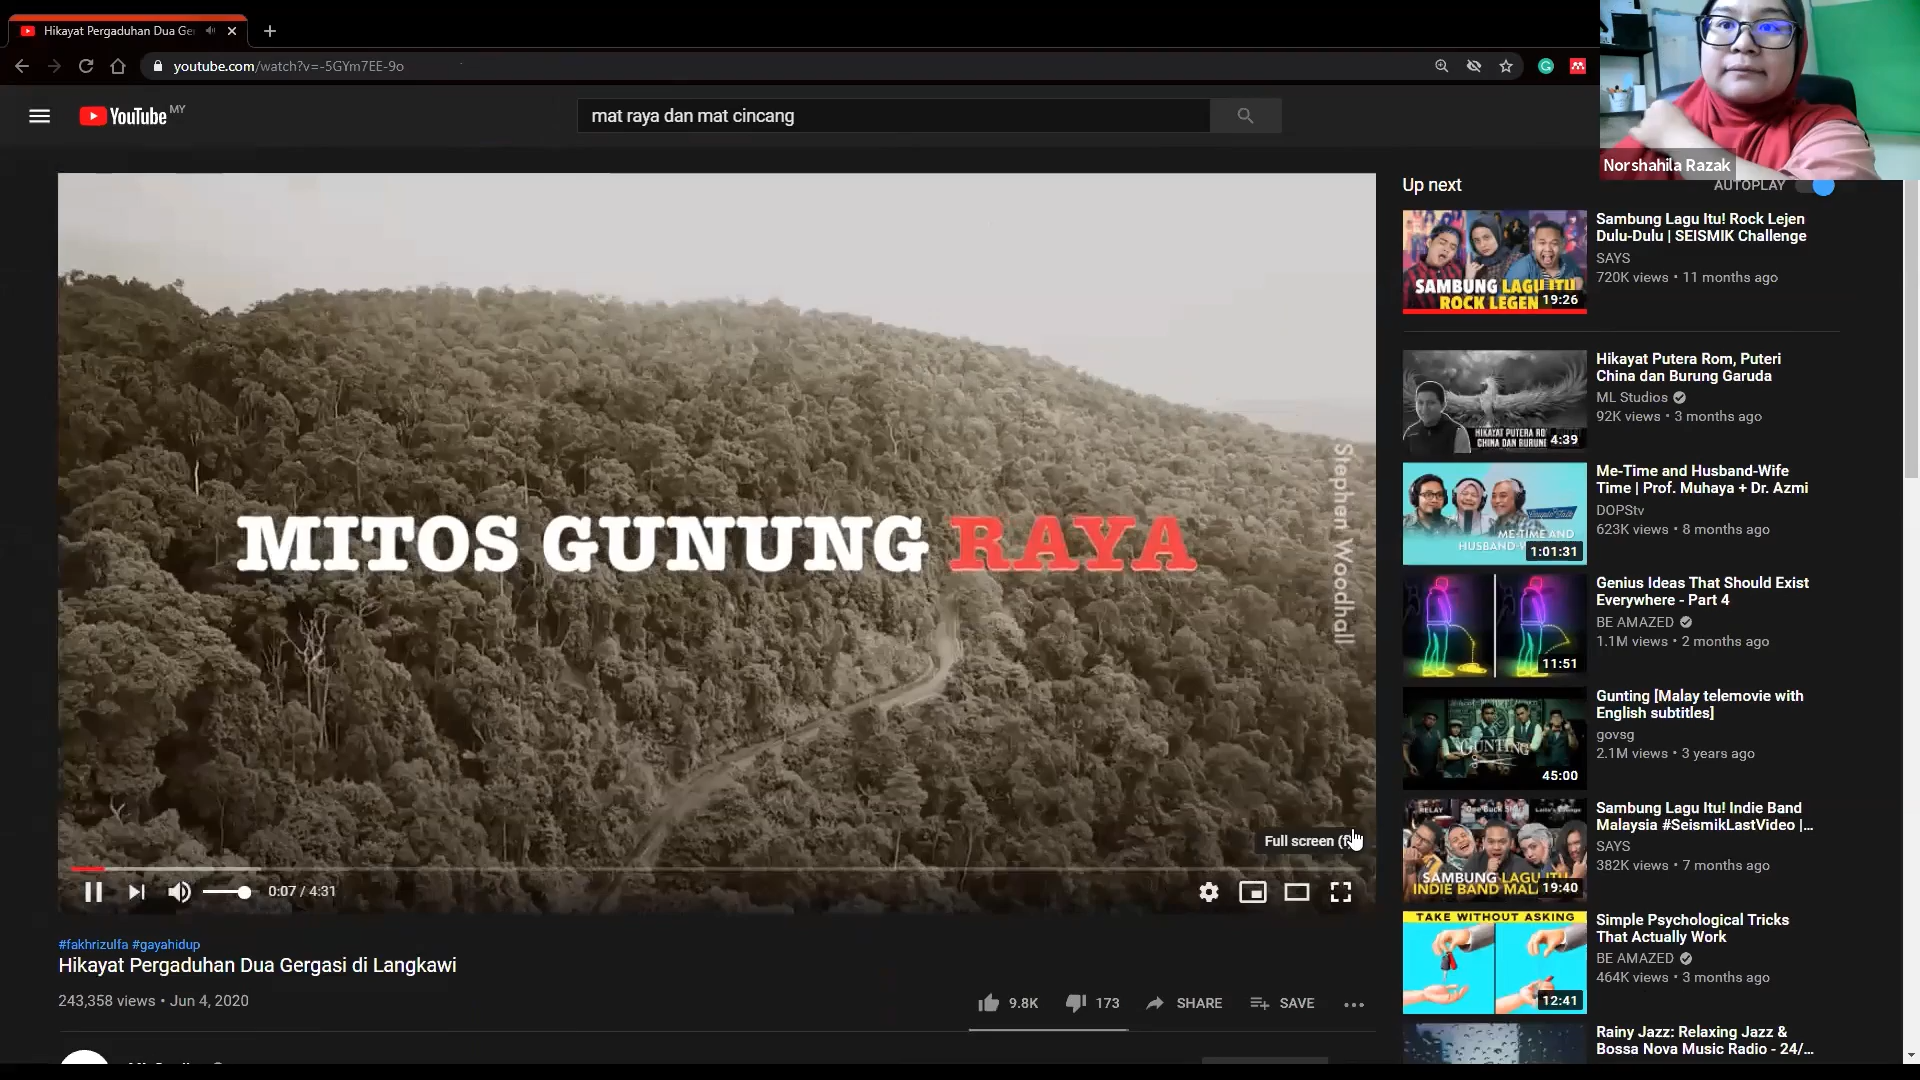 Hikayat Pergaduhan Dua Ge
youtube.com/watch?v=-5GYm7EE-9o
YouTube MY
mat raya dan mat cincang
Norshahila Razak
MITOS GUNUNG RAYA
Stephen Woodhall
Full screen
0:07 / 4:31
#fakhrizulfa #gayahidup
Hikayat Pergaduhan Dua Gergasi di Langkawi
243,358 views • Jun 4, 2020
9.8K
173
SHARE
SAVE
Up next
AUTOPLAY
SAMBUNG LAGU ITU
ROCK LEGEN
19:26
Sambung Lagu Itu! Rock Lejen
Dulu-Dulu | SEISMIK Challenge
SAYS
720K views • 11 months ago
HIKAYAT PUTERA RO
CHINA DAN BURUN
4:39
Hikayat Putera Rom, Puteri
China dan Burung Garuda
ML Studios
92K views • 3 months ago
ME-TIME AND
HUSBAND-W
1:01:31
Me-Time and Husband-Wife
Time | Prof. Muhaya + Dr. Azmi
DOPStv
623K views • 8 months ago
11:51
Genius Ideas That Should Exist
Everywhere - Part 4
BE AMAZED
1.1M views • 2 months ago
GUNTING
45:00
Gunting [Malay telemovie with
English subtitles]
govsg
2.1M views • 3 years ago
RELAY
SAMBUNG LAGU ITU
INDIE BAND MAL
19:40
Sambung Lagu Itu! Indie Band
Malaysia #SeismikLastVideo |...
SAYS
382K views • 7 months ago
TAKE WITHOUT ASKING
12:41
Simple Psychological Tricks
That Actually Work
BE AMAZED
464K views • 3 months ago
Rainy Jazz: Relaxing Jazz &
Bossa Nova Music Radio - 24/...